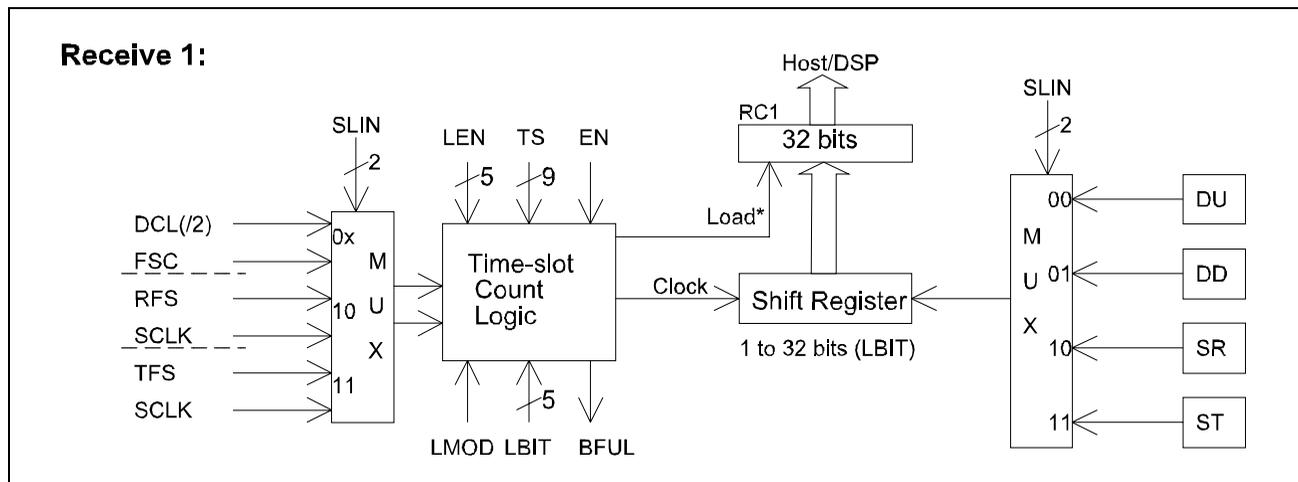 Receive 1:
Host/DSP
SLIN
SLIN
RC1
LEN
TS
EN
32 bits
2
5
9
2
DCL(/2)
0x
Load*
00
DU
FSC
M
Time-slot
M
RFS
U
Count
Clock
Shift Register
U
01
DD
10
Logic
X
SCLK
X
1 to 32 bits (LBIT)
10
SR
TFS
11
5
SCLK
11
ST
LMOD
LBIT
BFUL